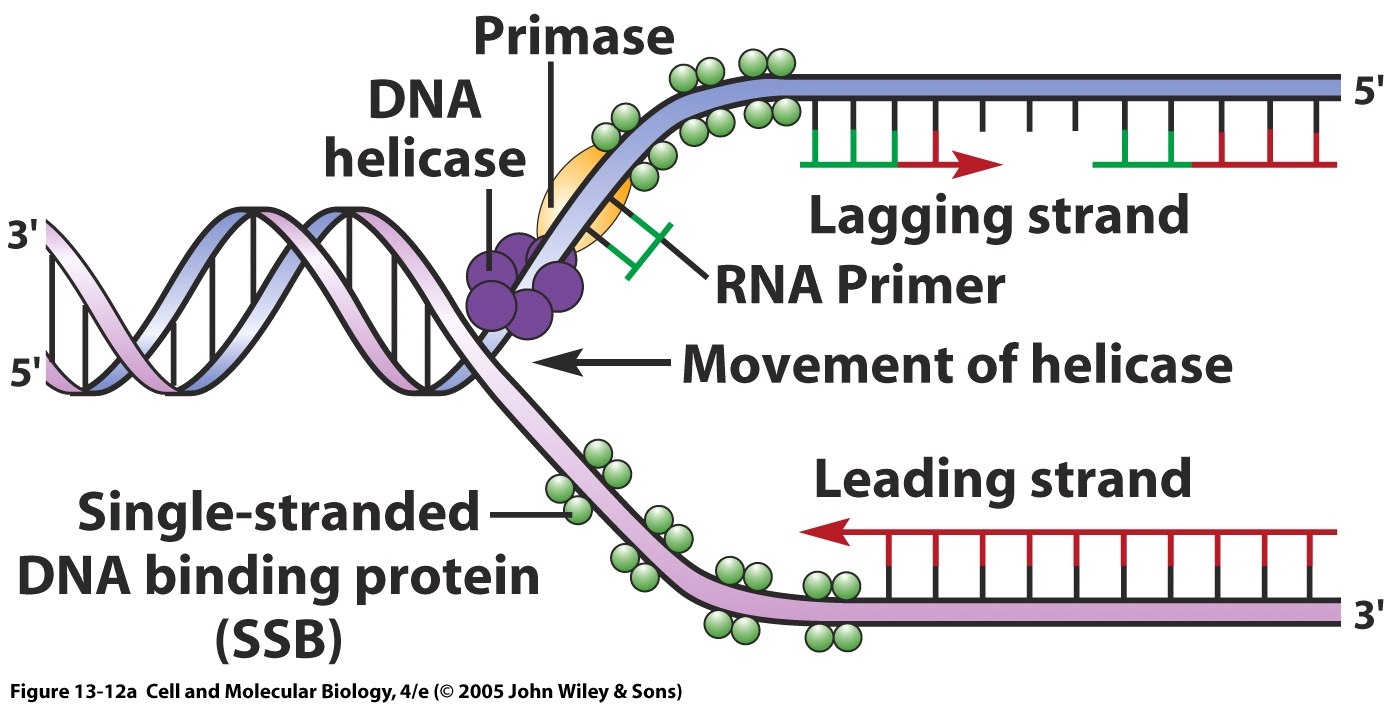 Primase
DNA
helicase
5'
Lagging strand
3'
RNA Primer
5'
Movement of helicase
Leading strand
Single-stranded
DNA binding protein
(SSB)
3'
Figure 13-12a Cell and Molecular Biology, 4/e (© 2005 John Wiley & Sons)